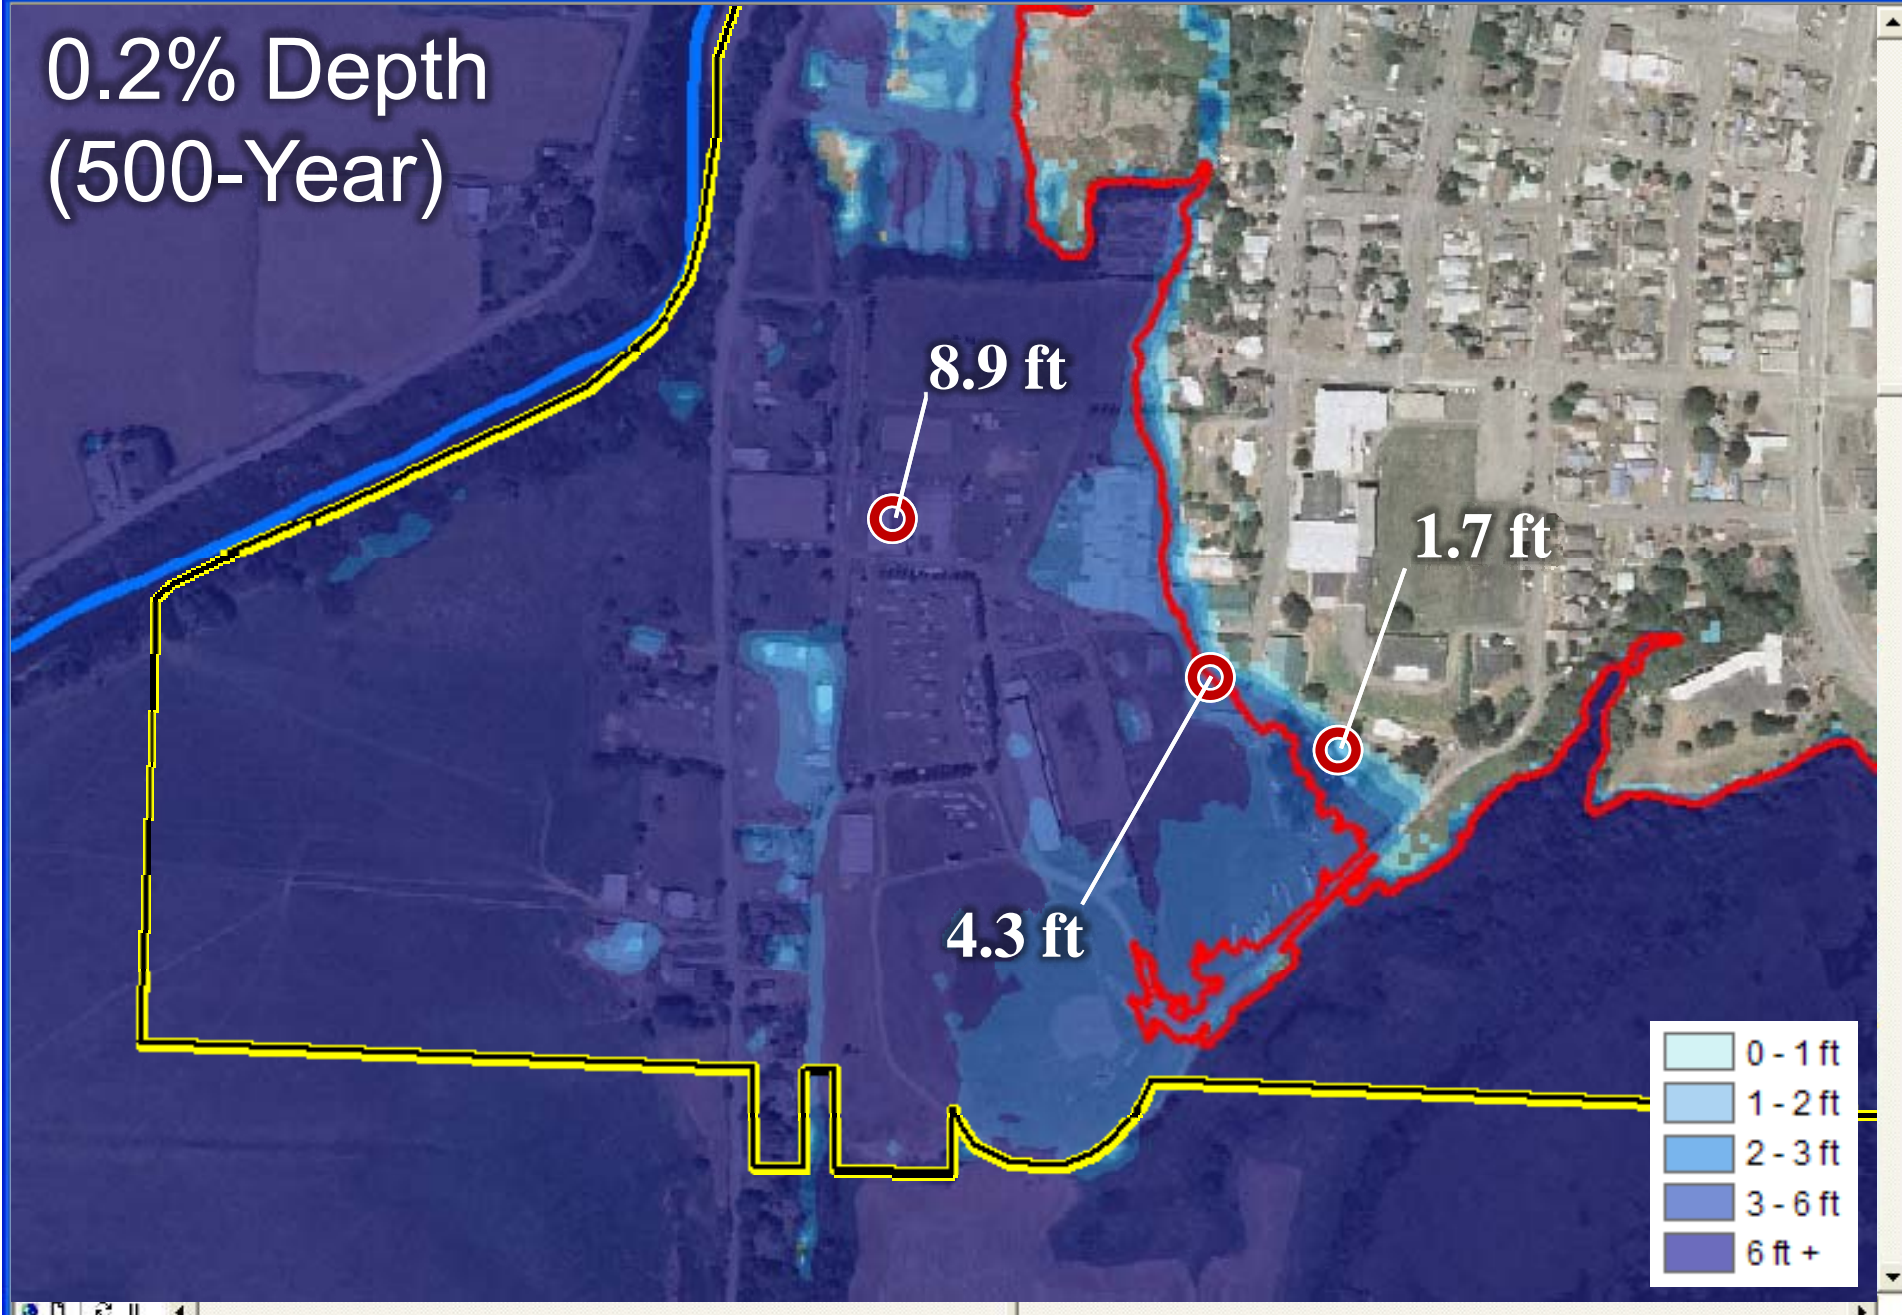 0.2% Depth
(500-Year)
8.9 ft
1.7 ft
4.3 ft
0 - 1 ft
1 - 2 ft
2 - 3 ft
3 - 6 ft
6 ft +